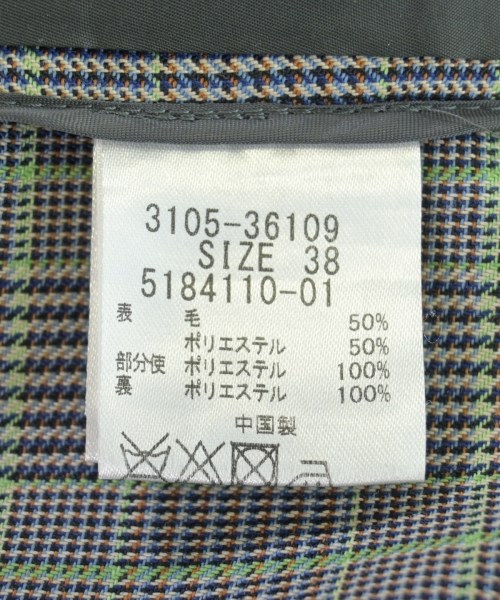 3105-36109
SIZE 38
5184110-01
表 毛 50%
ポリエステル 50%
部分使 ポリエステル 100%
裏 ポリエステル 100%
中国製